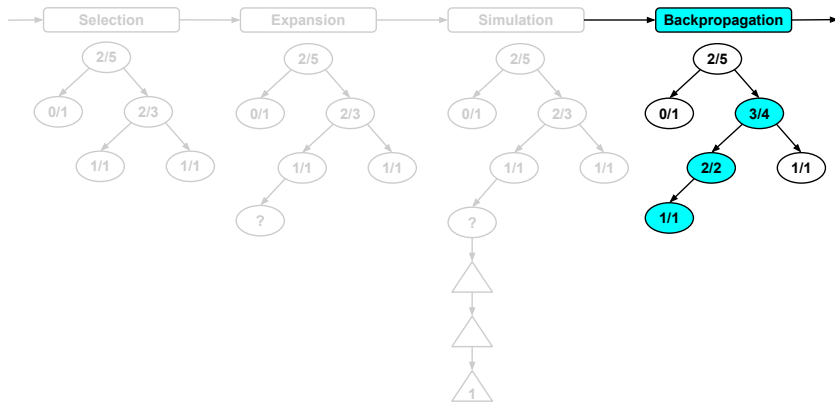 Selection Expansion Simulation Backpropagation
2/5 2/5 2/5 2/5
0/1 2/3 0/1 2/3 0/1 2/3 0/1 3/4
1/1 1/1 1/1 1/1 1/1 1/1 2/2 1/1
? ? 1/1
1